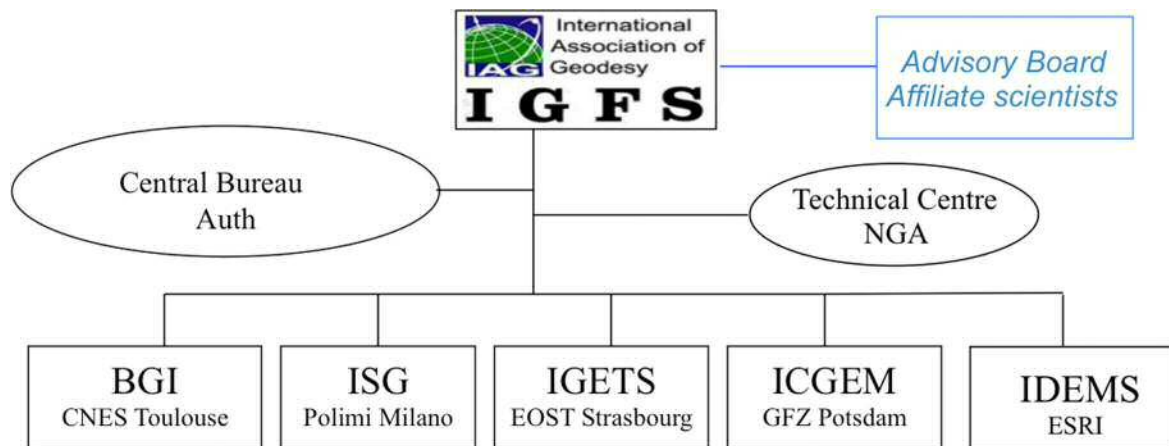 International
Association of
Geodesy
IAG
IGFS
Advisory Board
Affiliate scientists
Central Bureau
Auth
Technical Centre
NGA
BGI
CNES Toulouse
ISG
Polimi Milano
IGETS
EOST Strasbourg
ICGEM
GFZ Potsdam
IDEMS
ESRI